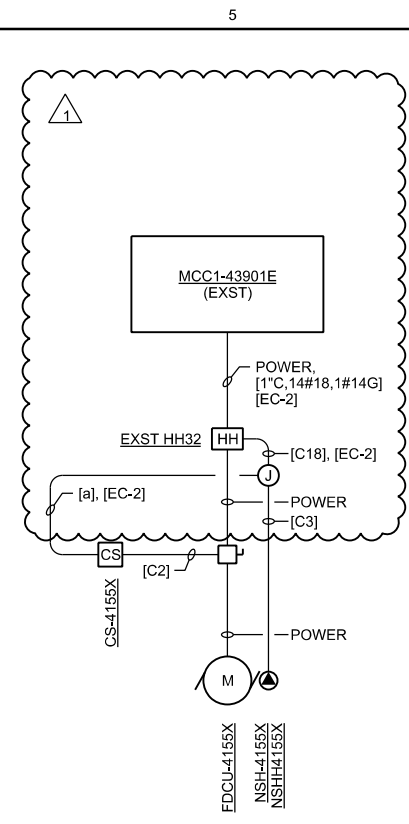 5
1
MCC1-43901E
(EXST)
POWER,
[1"C,14#18,1#14G]
[EC-2]
EXST HH32
HH
[C18], [EC-2]
J
[a], [EC-2]
POWER
[C3]
CS
[C2]
CS-4155X
POWER
M
FDCU-4155X
NSH-4155X
NSHH4155X